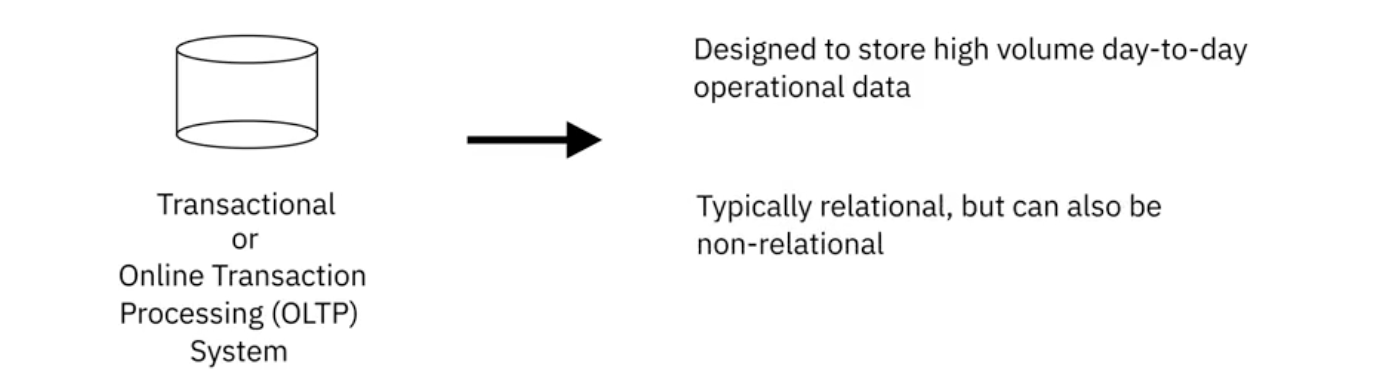 Transactional
or
Online Transaction
Processing (OLTP)
System
Designed to store high volume day-to-day
operational data
Typically relational, but can also be
non-relational